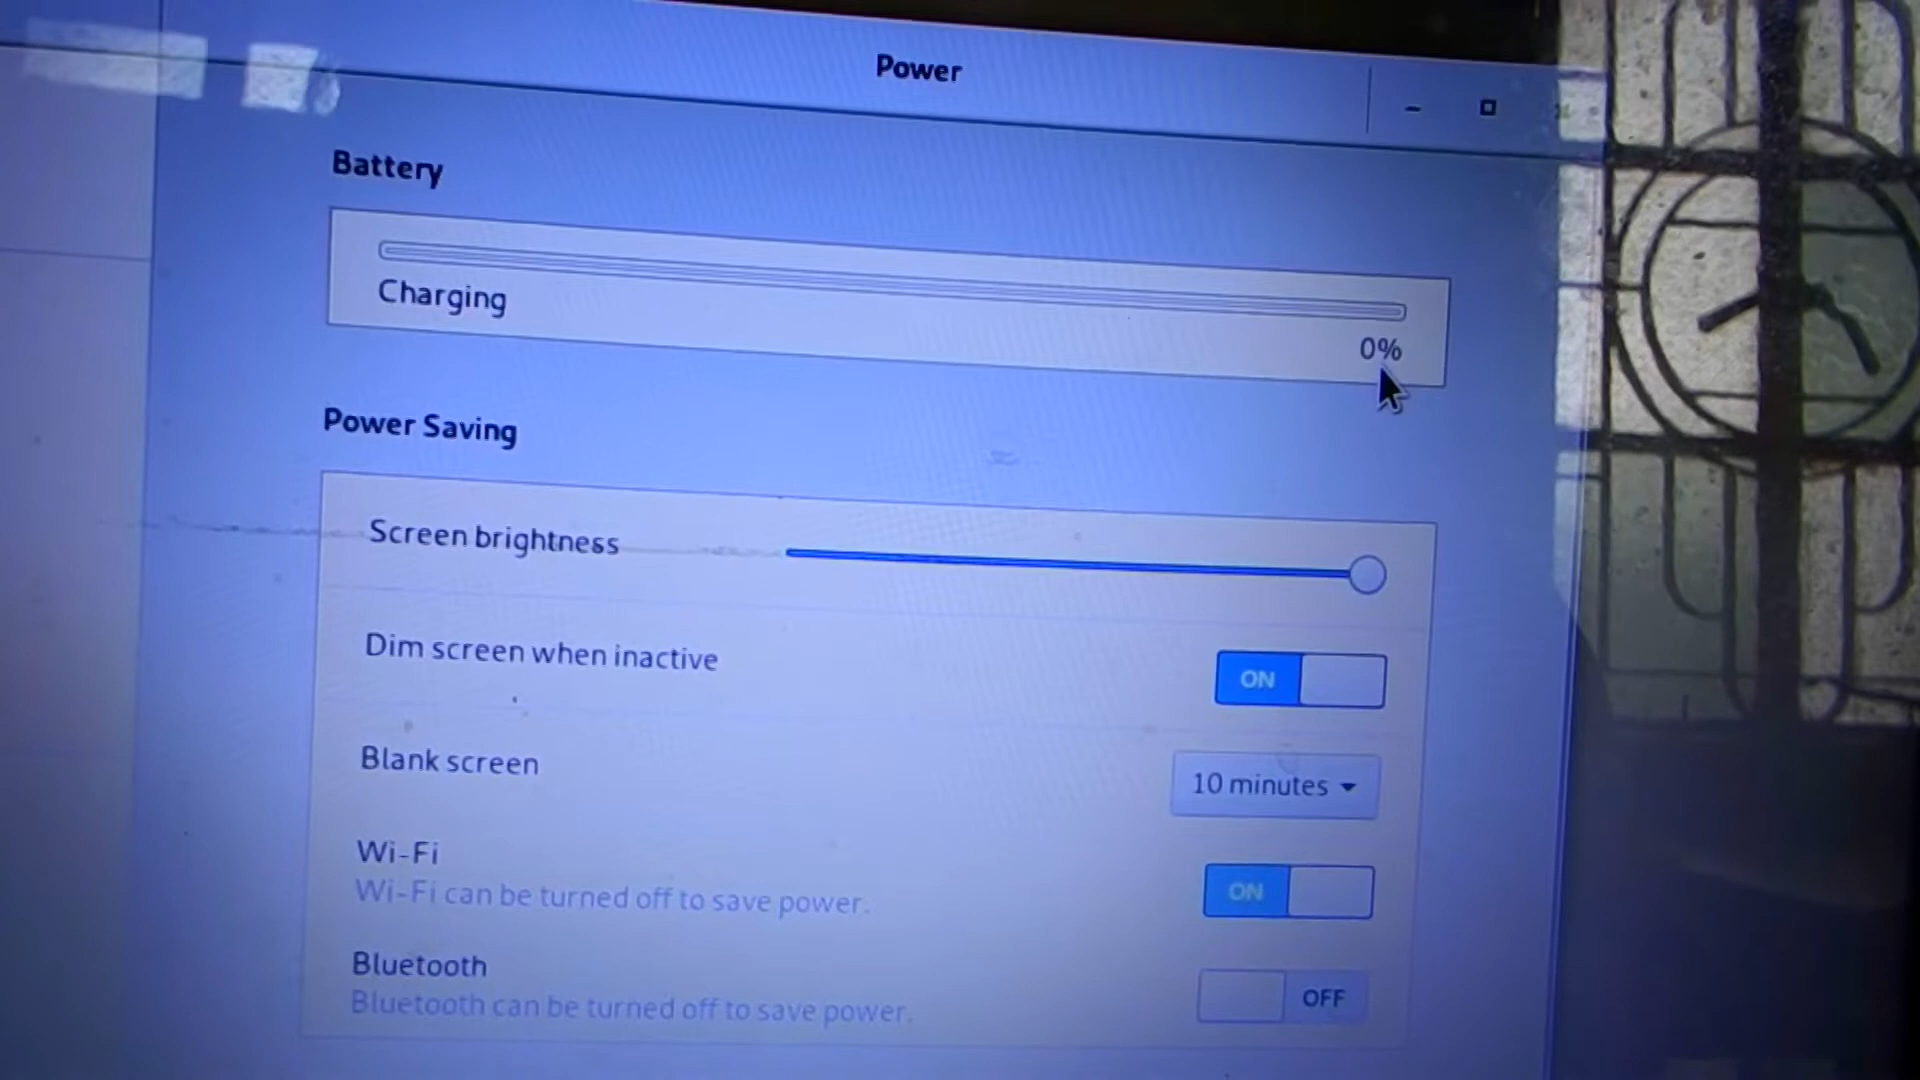 Power
Battery
Charging
0%
Power Saving
Screen brightness
Dim screen when inactive
ON
Blank screen
10 minutes
Wi-Fi
Wi-Fi can be turned off to save power.
ON
Bluetooth
Bluetooth can be turned off to save power.
OFF